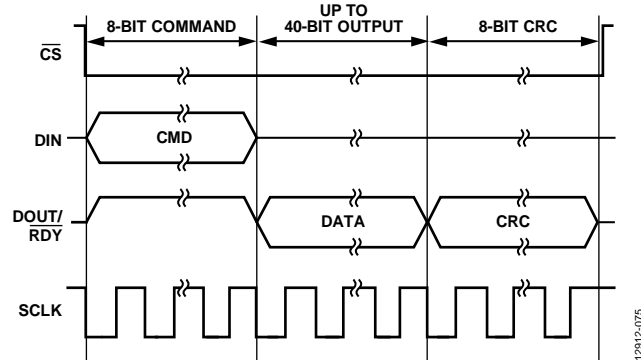 8-BIT COMMAND
UP TO
40-BIT OUTPUT
8-BIT CRC
CS
DIN
CMD
DOUT/
RDY
DATA
CRC
SCLK
12912-075